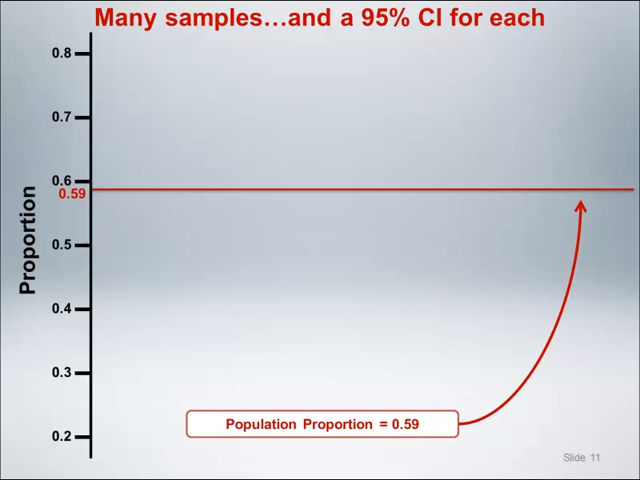 Many samples…and a 95% CI for each
0.8
0.7
0.6
0.59
0.5
0.4
0.3
0.2
Proportion
Population Proportion = 0.59
Slide 11